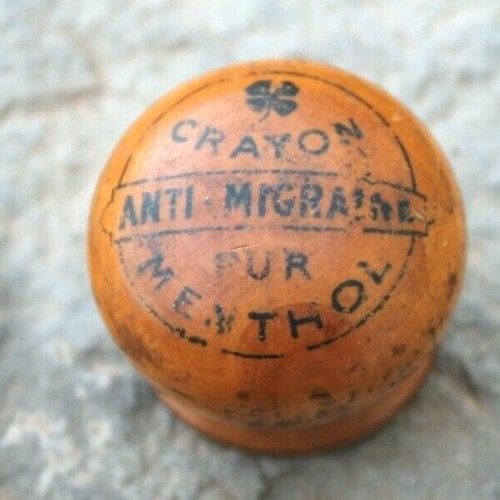 CRAYON
ANTI MIGRAINE
PUR
MENTHOL